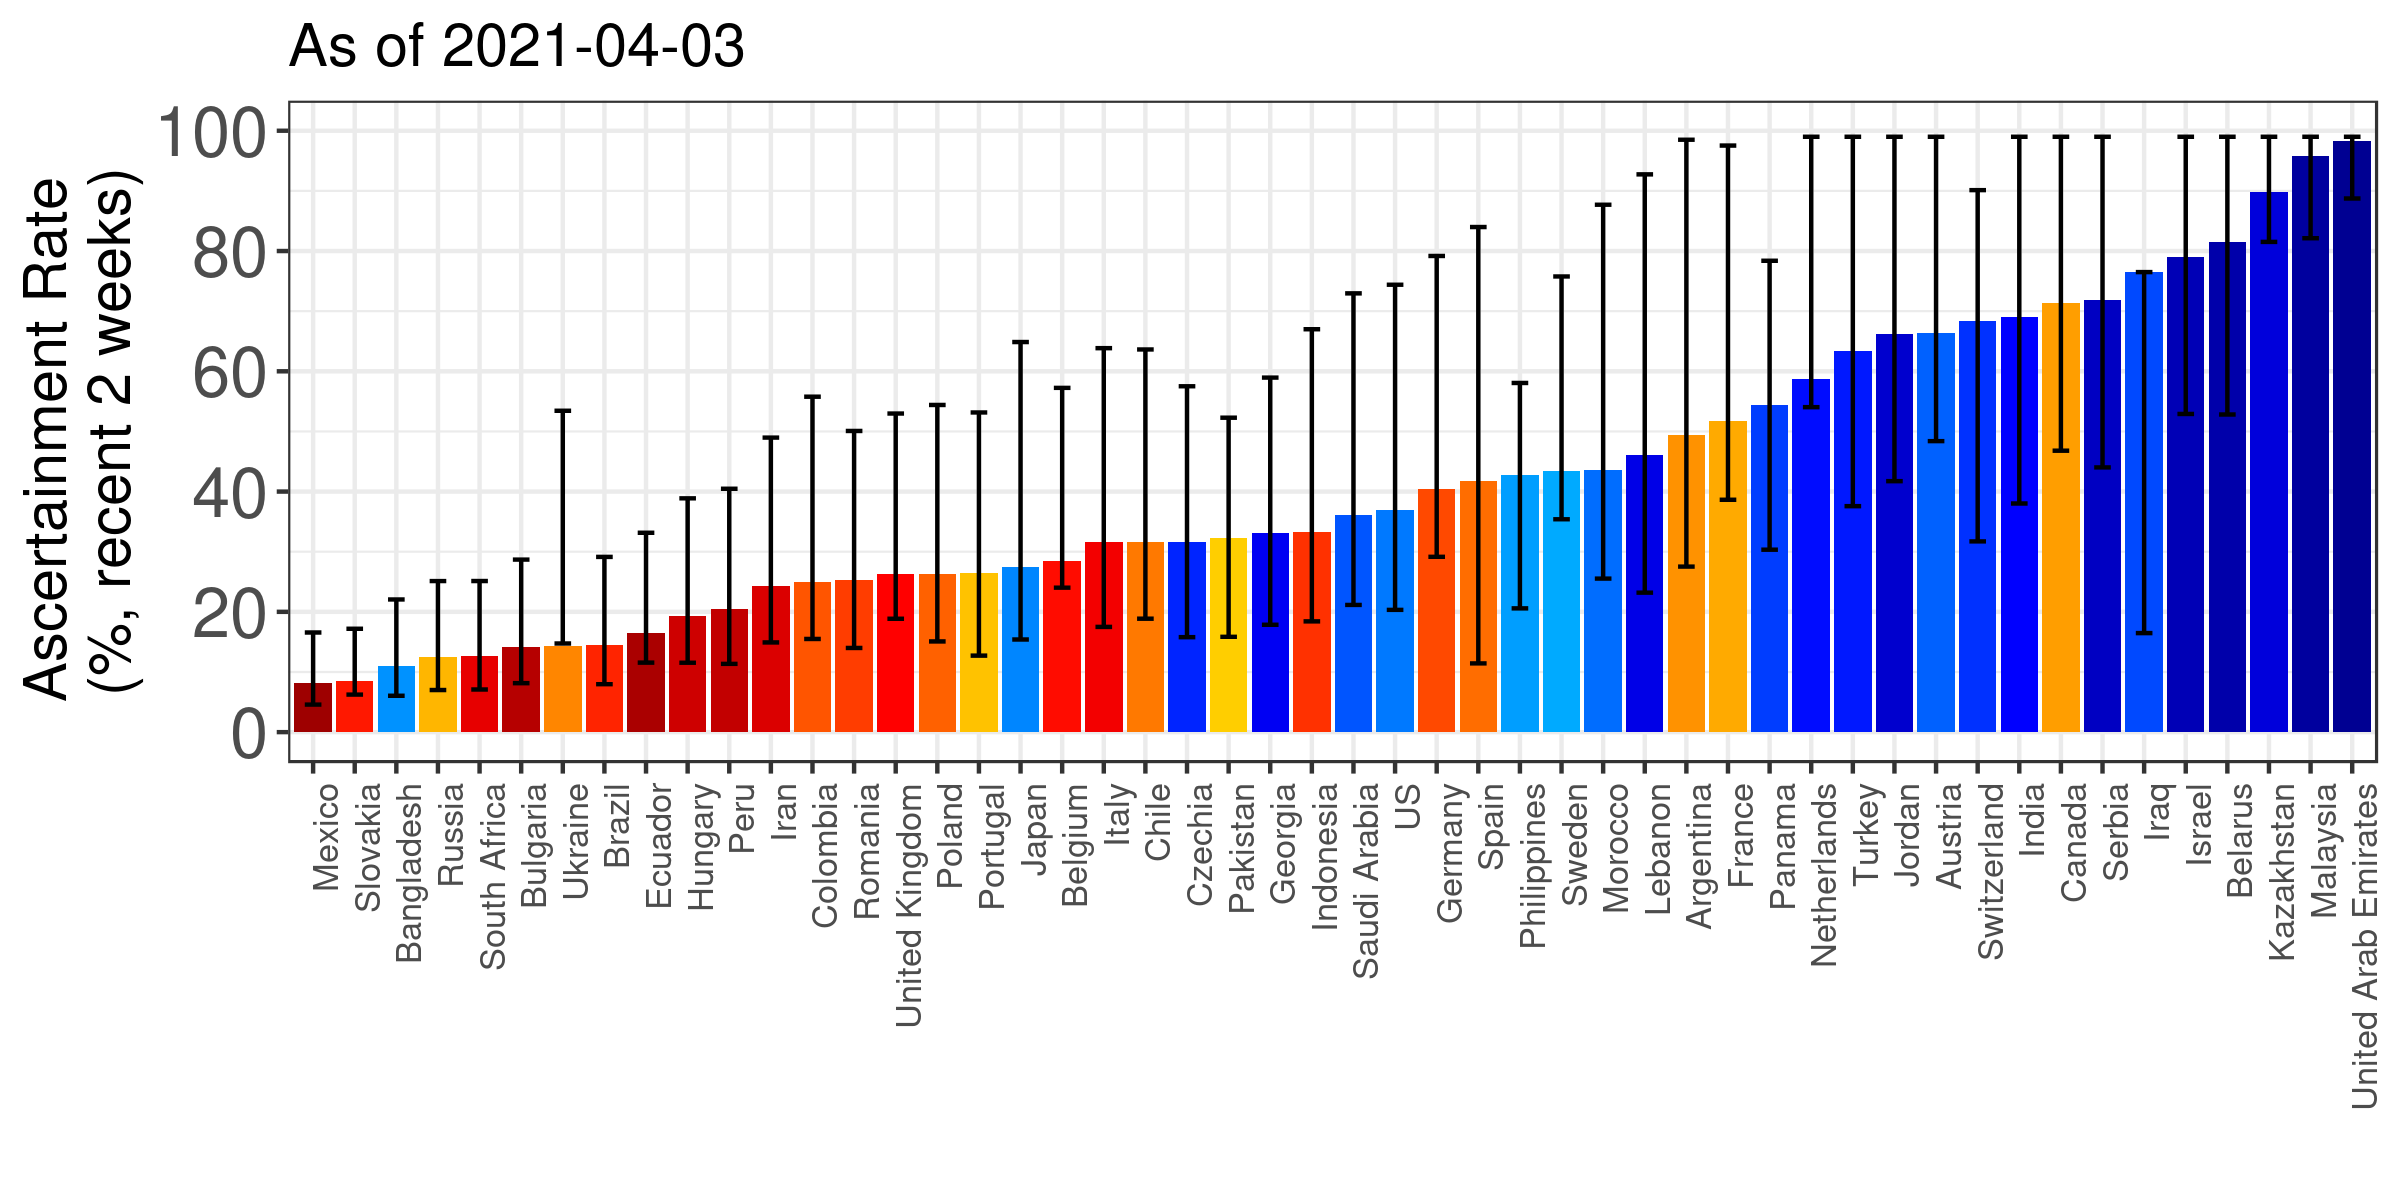 As of 2021-04-03
Ascertainment Rate
(%, recent 2 weeks)
100
80
60
40
20
0
Mexico
Slovakia
Bangladesh
Russia
South Africa
Bulgaria
Ukraine
Brazil
Ecuador
Hungary
Peru
Iran
Colombia
Romania
United Kingdom
Poland
Portugal
Japan
Belgium
Italy
Chile
Czechia
Pakistan
Georgia
Indonesia
Saudi Arabia
US
Germany
Spain
Philippines
Sweden
Morocco
Lebanon
Argentina
France
Panama
Netherlands
Turkey
Jordan
Austria
Switzerland
India
Canada
Serbia
Iraq
Israel
Belarus
Kazakhstan
Malaysia
United Arab Emirates